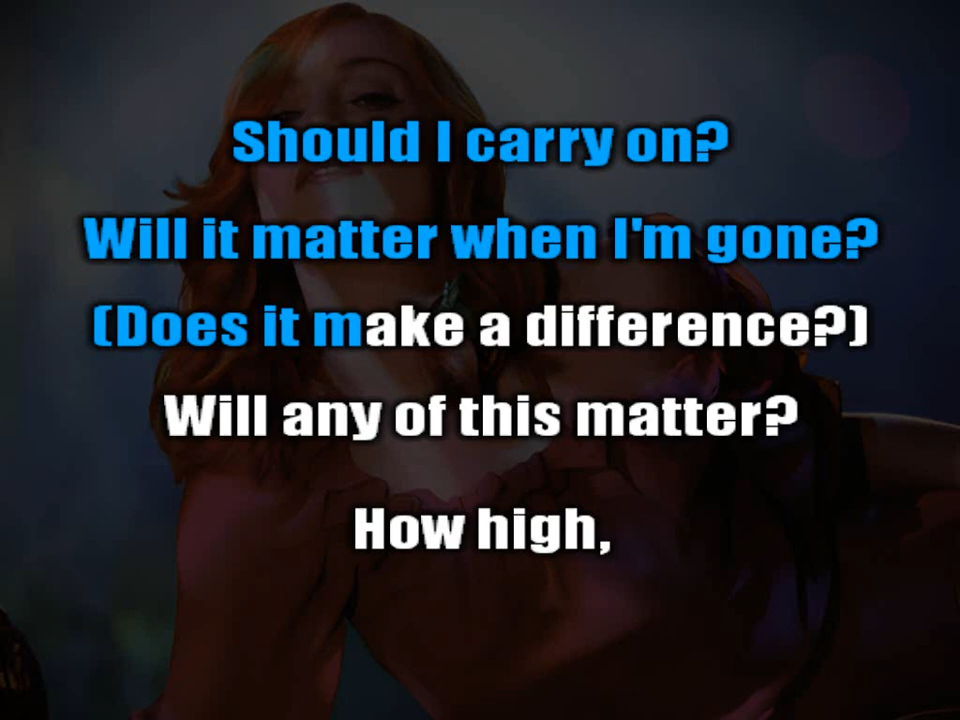 Should I carry on?
Will it matter when I'm gone?
(Does it make a difference?)
Will any of this matter?
How high,